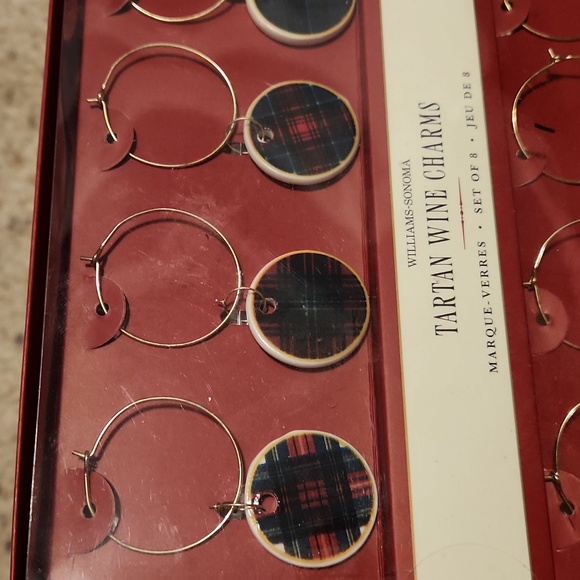 WILLIAMS-SONOMA
TARTAN WINE CHARMS
MARQUE-VERRES • SET OF 8 • JEU DE 8